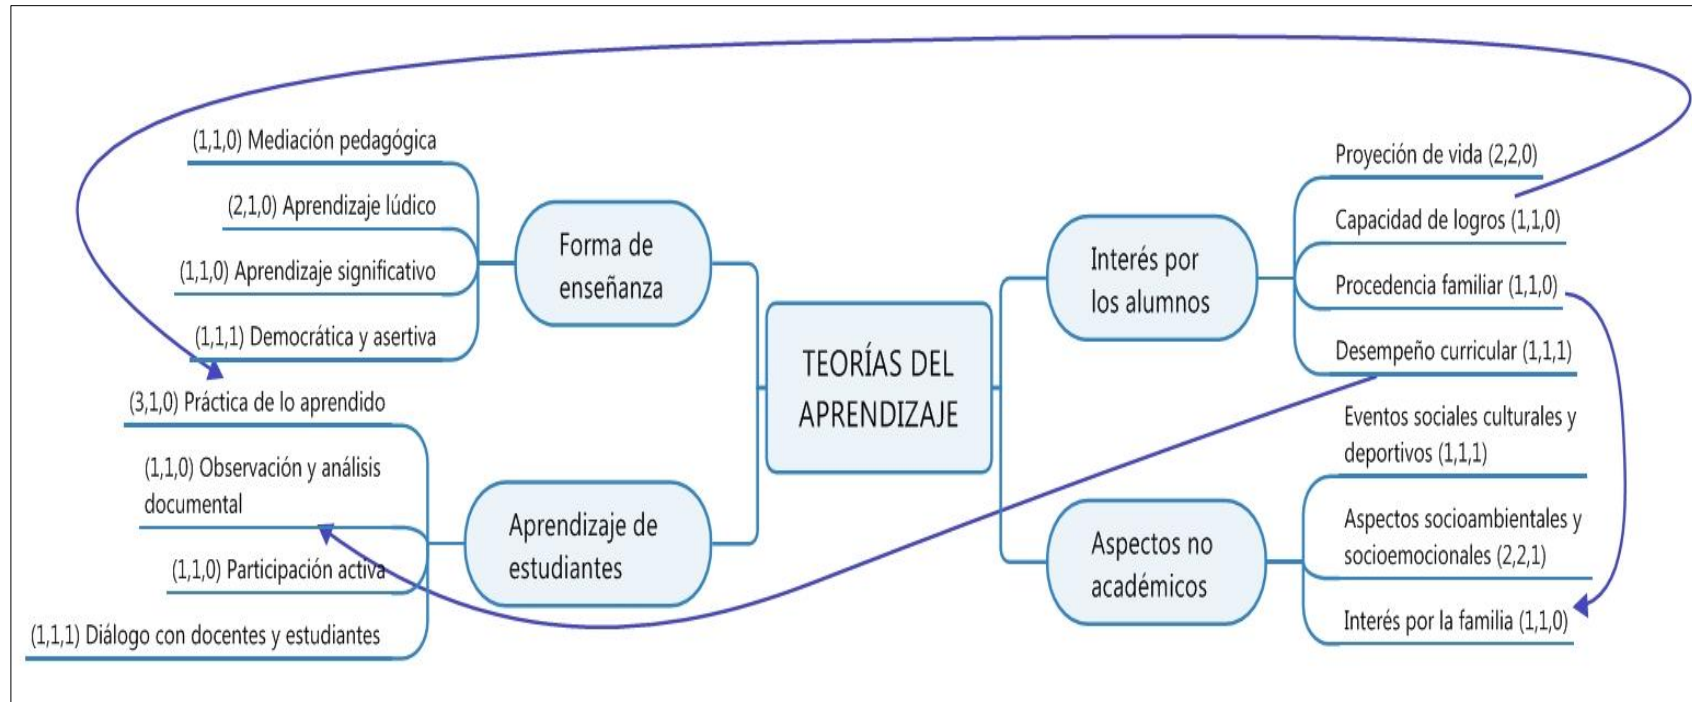 (1,1,0) Mediación pedagógica
(2,1,0) Aprendizaje lúdico
(1,1,0) Aprendizaje significativo
(1,1,1) Democrática y asertiva
Forma de
enseñanza
(3,1,0) Práctica de lo aprendido
(1,1,0) Observación y análisis
documental
(1,1,0) Participación activa
(1,1,1) Diálogo con docentes y estudiantes
Aprendizaje de
estudiantes
TEORÍAS DEL
APRENDIZAJE
Interés por
los alumnos
Proyeción de vida (2,2,0)
Capacidad de logros (1,1,0)
Procedencia familiar (1,1,0)
Desempeño curricular (1,1,1)
Aspectos no
académicos
Eventos sociales culturales y
deportivos (1,1,1)
Aspectos socioambientales y
socioemocionales (2,2,1)
Interés por la familia (1,1,0)